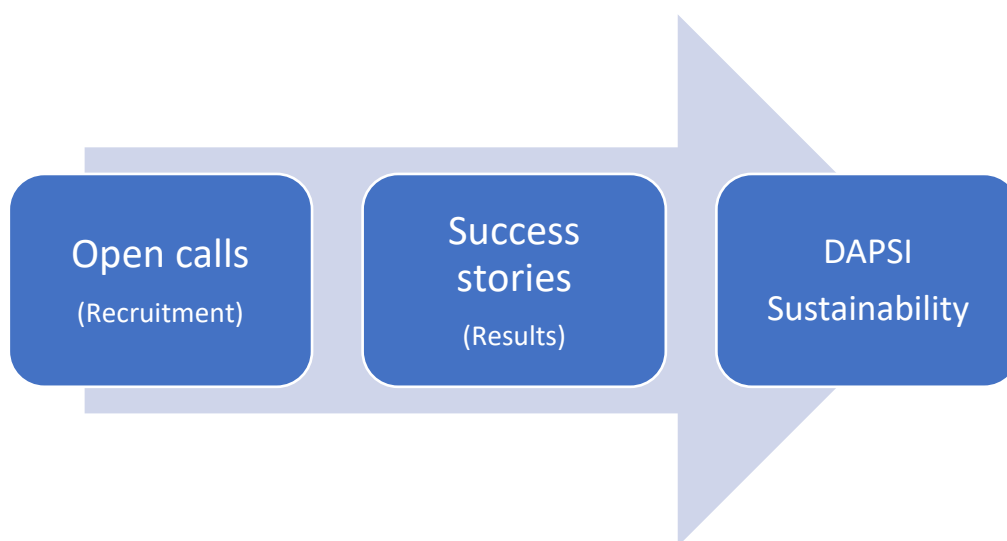 Open calls
(Recruitment)
Success
stories
(Results)
DAPSI
Sustainability